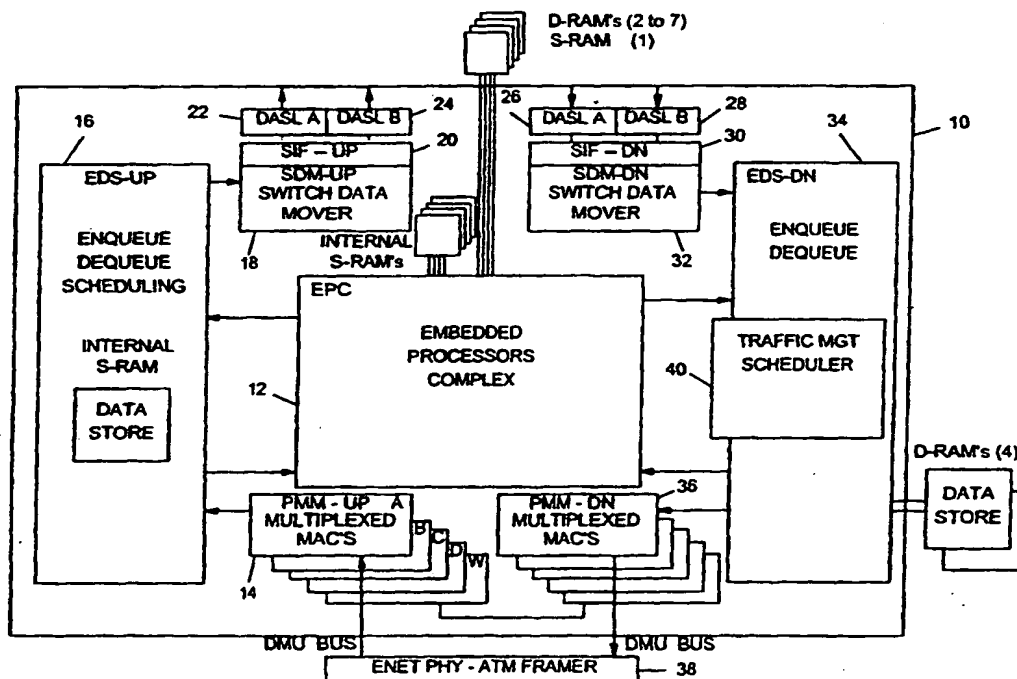 D-RAM's (2 to 7)
S-RAM (1)
22
DASL A
DASL B
24
26
DASL A
DASL B
28
16
34
10
SIF - UP
20
SIF - DN
30
EDS-UP
SDM-UP
SWITCH DATA
MOVER
SDM-DN
SWITCH DATA
MOVER
EDS-DN
ENQUEUE
DEQUEUE
SCHEDULING
18
INTERNAL
S-RAM's
32
ENQUEUE
DEQUEUE
EPC
EMBEDDED
PROCESSORS
COMPLEX
INTERNAL
S-RAM
TRAFFIC MGT
SCHEDULER
40
12
DATA
STORE
D-RAM's (4)
DATA
STORE
PMM - UP A
MULTIPLEXED
MAC'S
B
C
D
W
36
PMM - DN
MULTIPLEXED
MAC'S
14
DMU BUS
DMU BUS
ENET PHY - ATM FRAMER
38